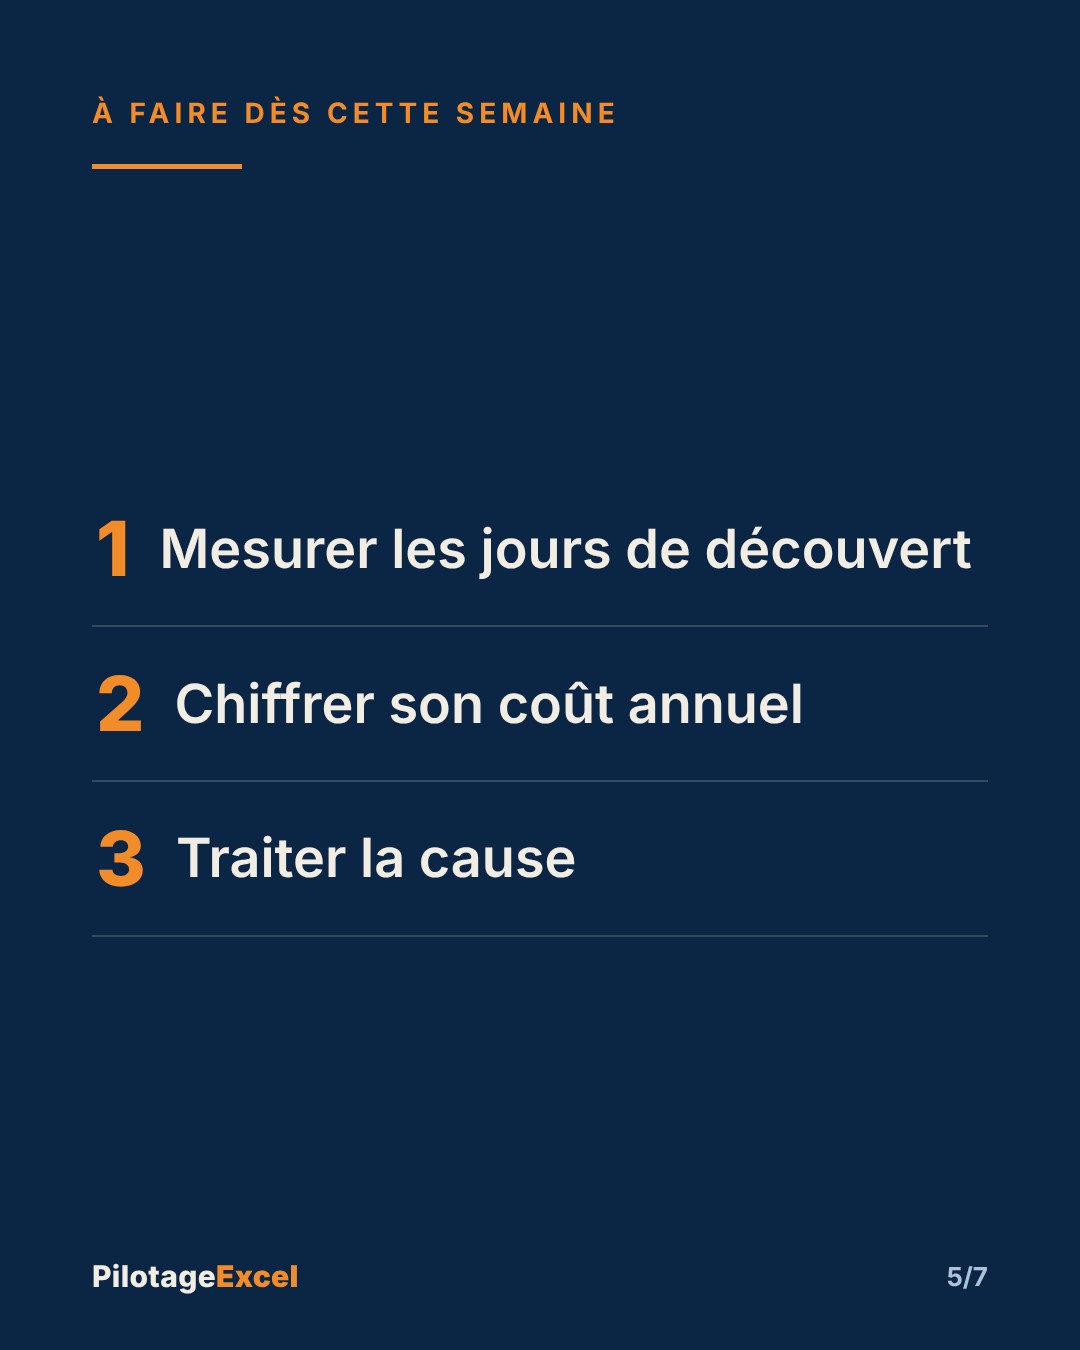 À FAIRE DÈS CETTE SEMAINE
1 Mesurer les jours de découvert
2 Chiffrer son coût annuel
3 Traiter la cause
PilotageExcel
5/7